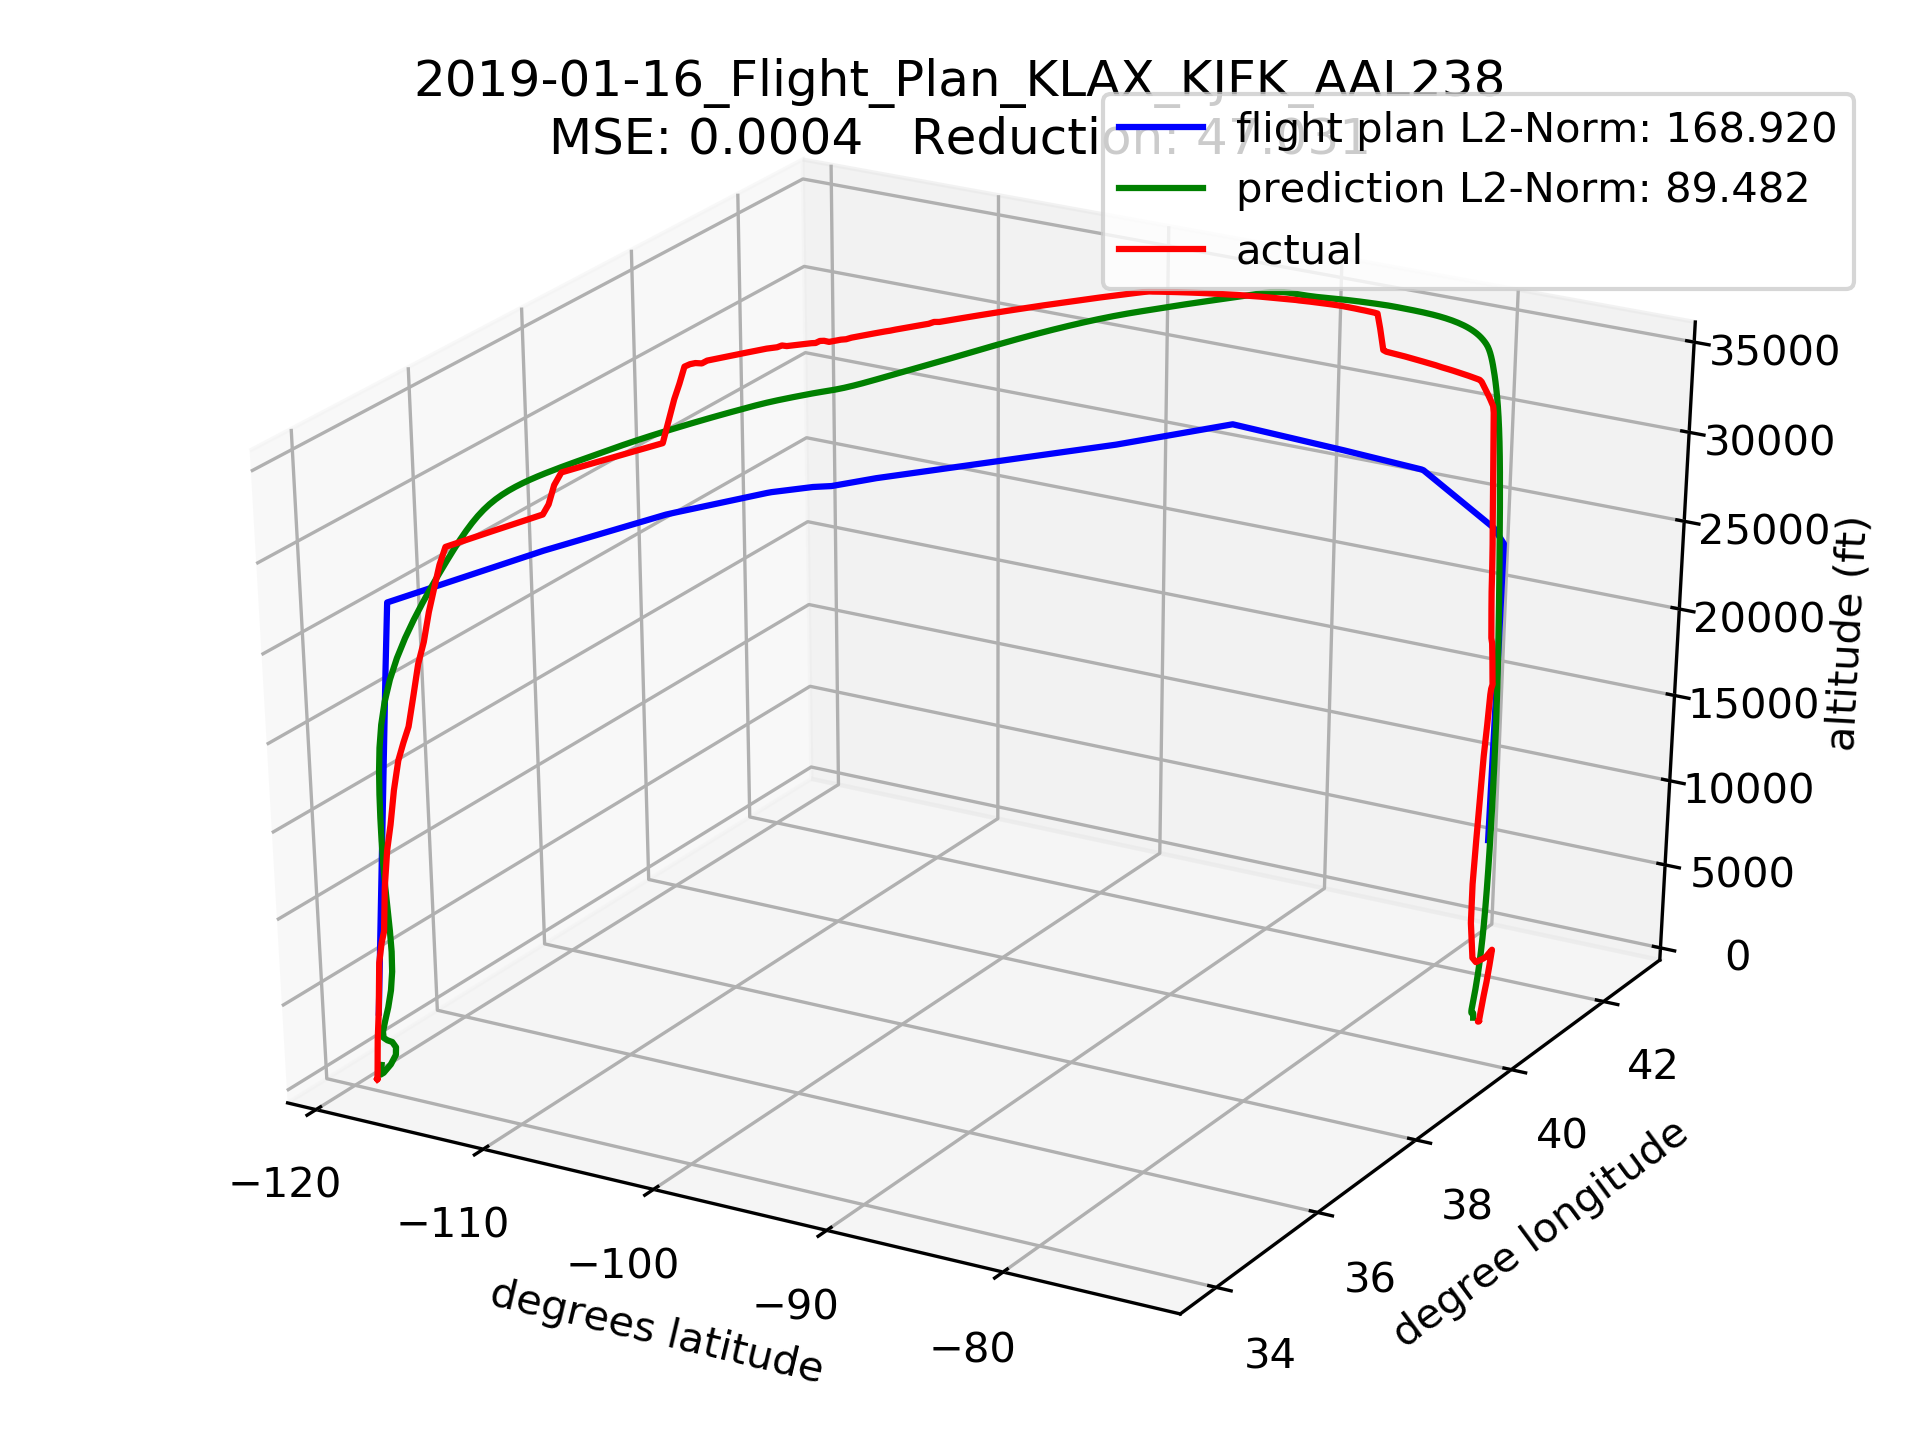 2019-01-16_Flight_Plan_KLAX_KJFK_AAL238
MSE: 0.0004 Reduction: 47.031
flight plan L2-Norm: 168.920
prediction L2-Norm: 89.482
actual
35000
30000
25000
20000
15000
10000
5000
0
altitude (ft)
−120
−110
−100
−90
−80
degrees latitude
34
36
38
40
42
degree longitude